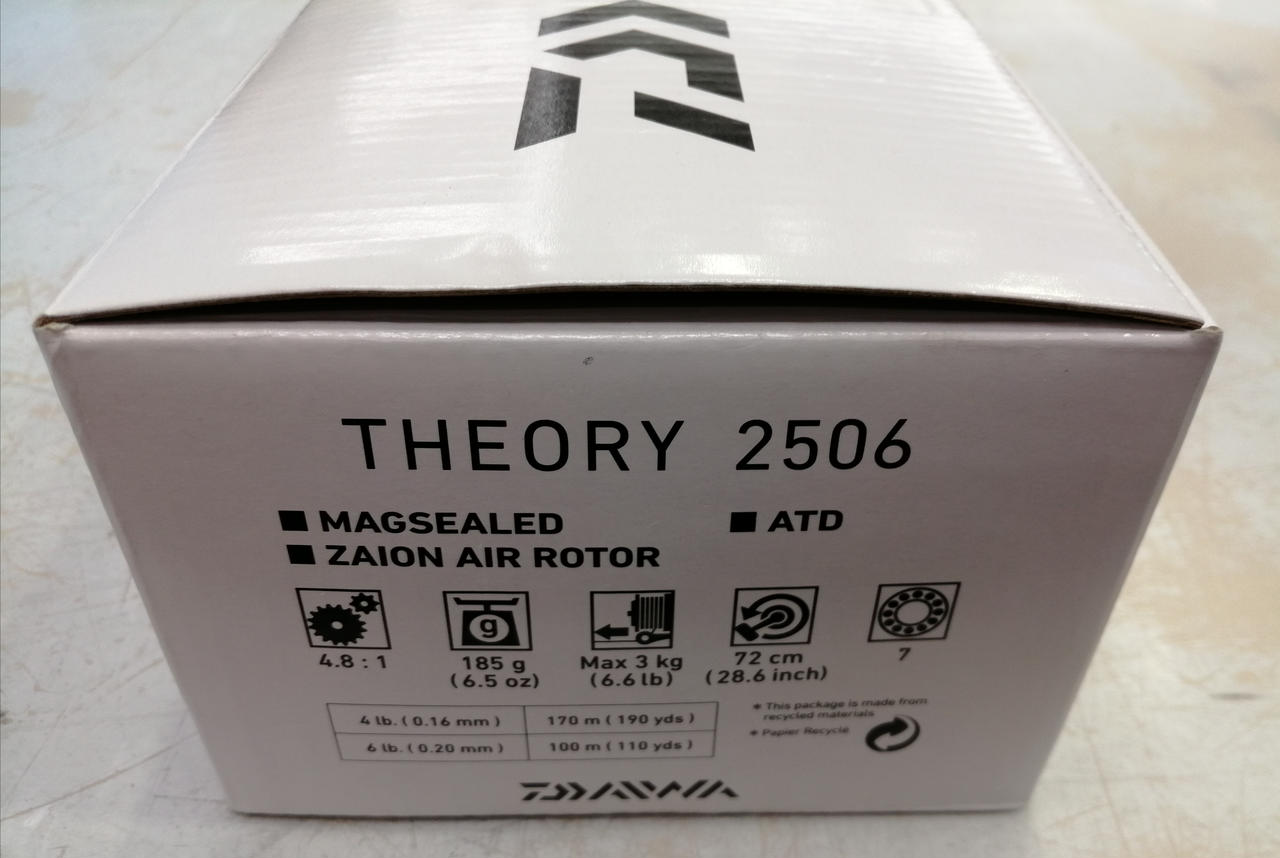 THEORY 2506
MAGSEALED
ATD
ZAION AIR ROTOR
g
4.8 : 1
185 g
(6.5 oz)
Max 3 kg
(6.6 lb)
72 cm
(28.6 inch)
7
4 lb. ( 0.16 mm )
170 m ( 190 yds )
6 lb. ( 0.20 mm )
100 m ( 110 yds )
* This package is made from
recycled materials
* Papier Recyclé
DAIWA